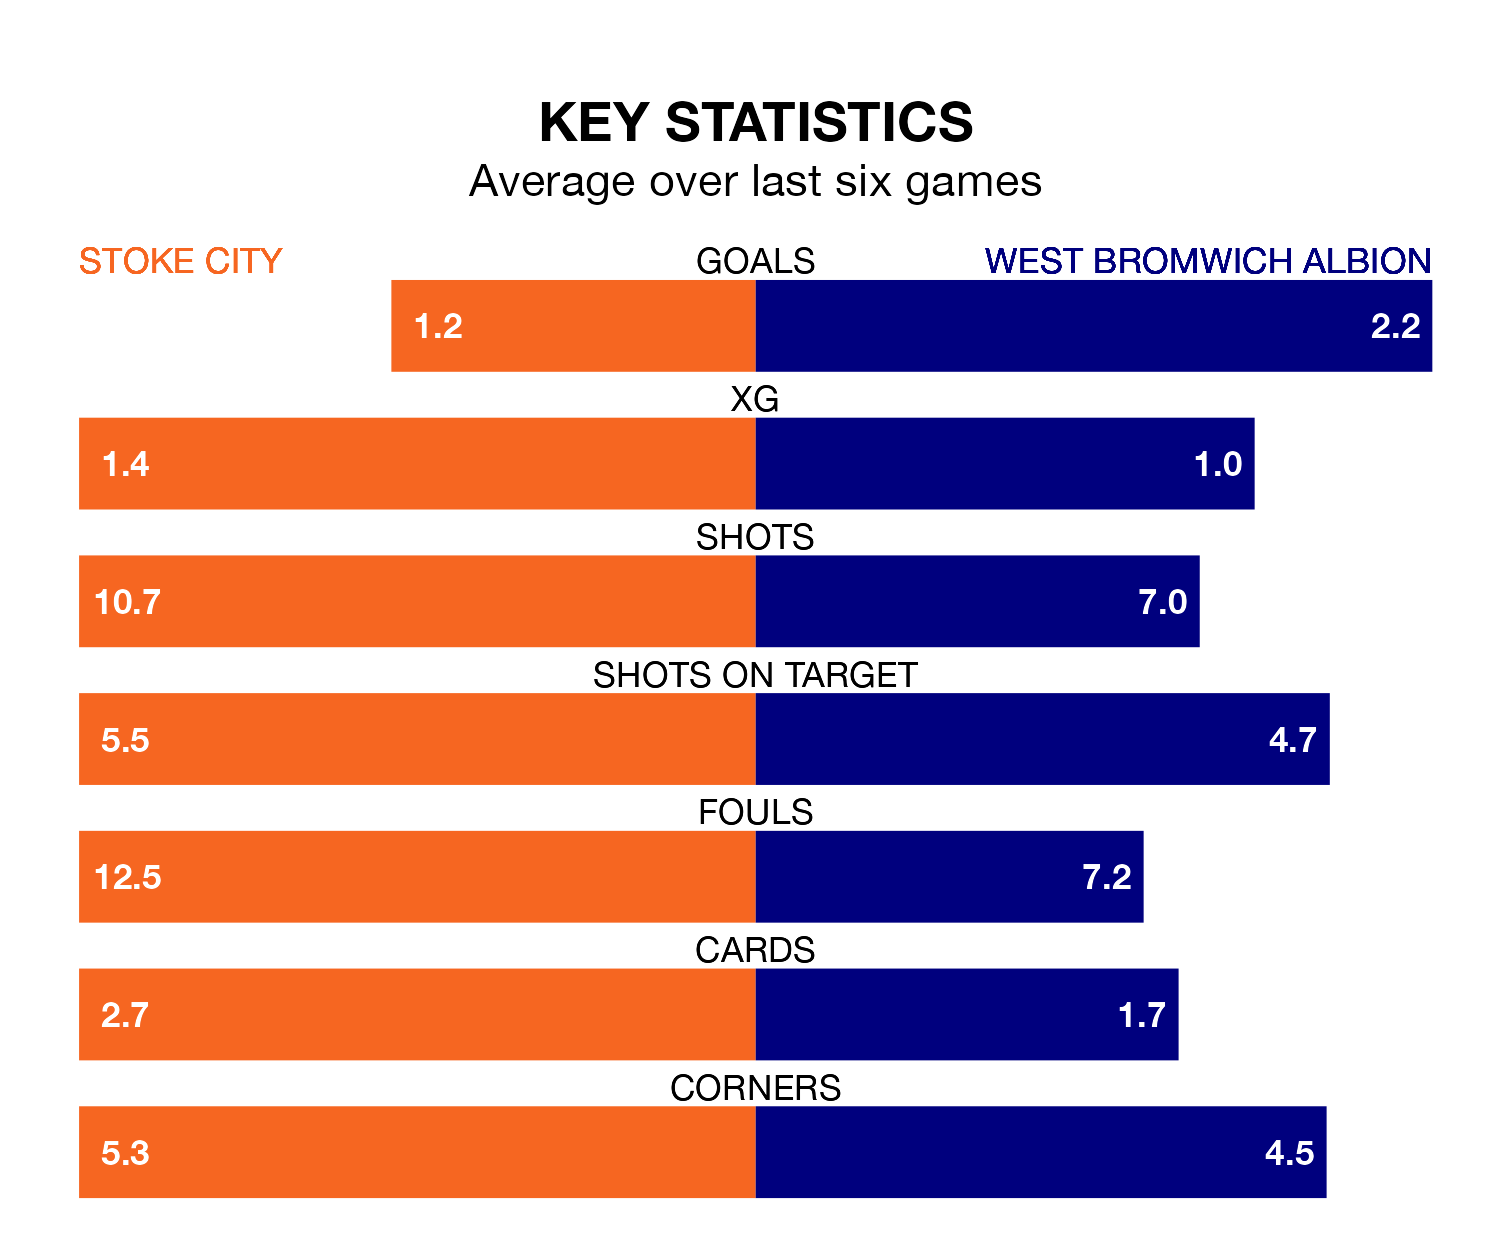 KEY STATISTICS
Average over last six games
STOKE CITY GOALS WEST BROMWICH ALBION
1.2 2.2
XG
1.4 1.0
SHOTS
10.7 7.0
SHOTS ON TARGET
5.5 4.7
FOULS
12.5 7.2
CARDS
2.7 1.7
CORNERS
5.3 4.5